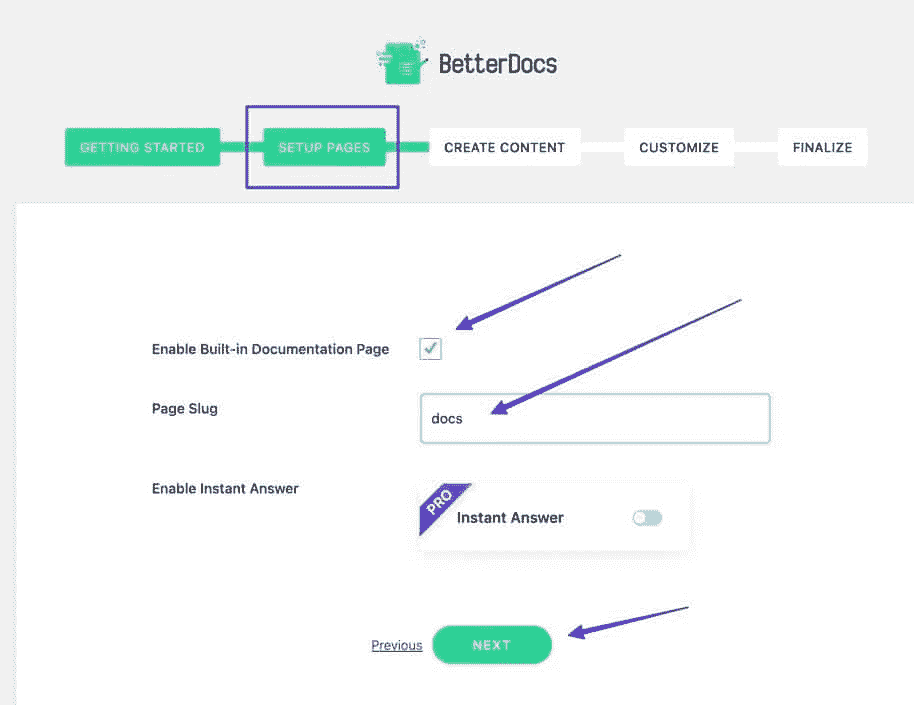 BetterDocs
GETTING STARTED
SETUP PAGES
CREATE CONTENT
CUSTOMIZE
FINALIZE
Enable Built-in Documentation Page
Page Slug
docs
Enable Instant Answer
PRO
Instant Answer
Previous
NEXT